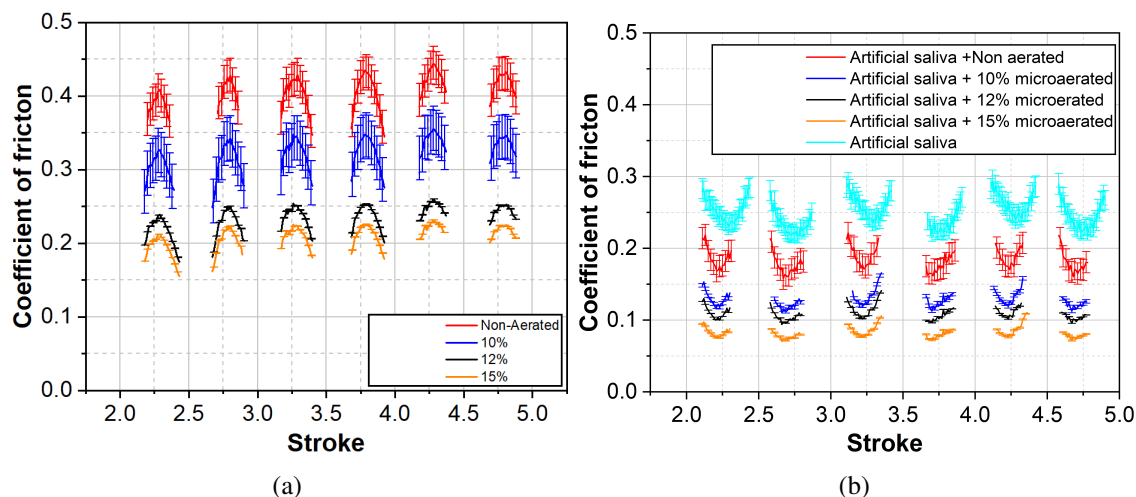 0.5
0.4
0.3
0.2
0.1
0.0
Coefficient of fricton
Non-Aerated
10%
12%
15%
2.0 2.5 3.0 3.5 4.0 4.5 5.0
Stroke
(a)
0.5
0.4
0.3
0.2
0.1
0.0
Coefficient of fricton
Artificial saliva +Non aerated
Artificial saliva + 10% microaerated
Artificial saliva + 12% microerated
Artificial saliva + 15% microaerated
Artificial saliva
2.0 2.5 3.0 3.5 4.0 4.5 5.0
Stroke
(b)